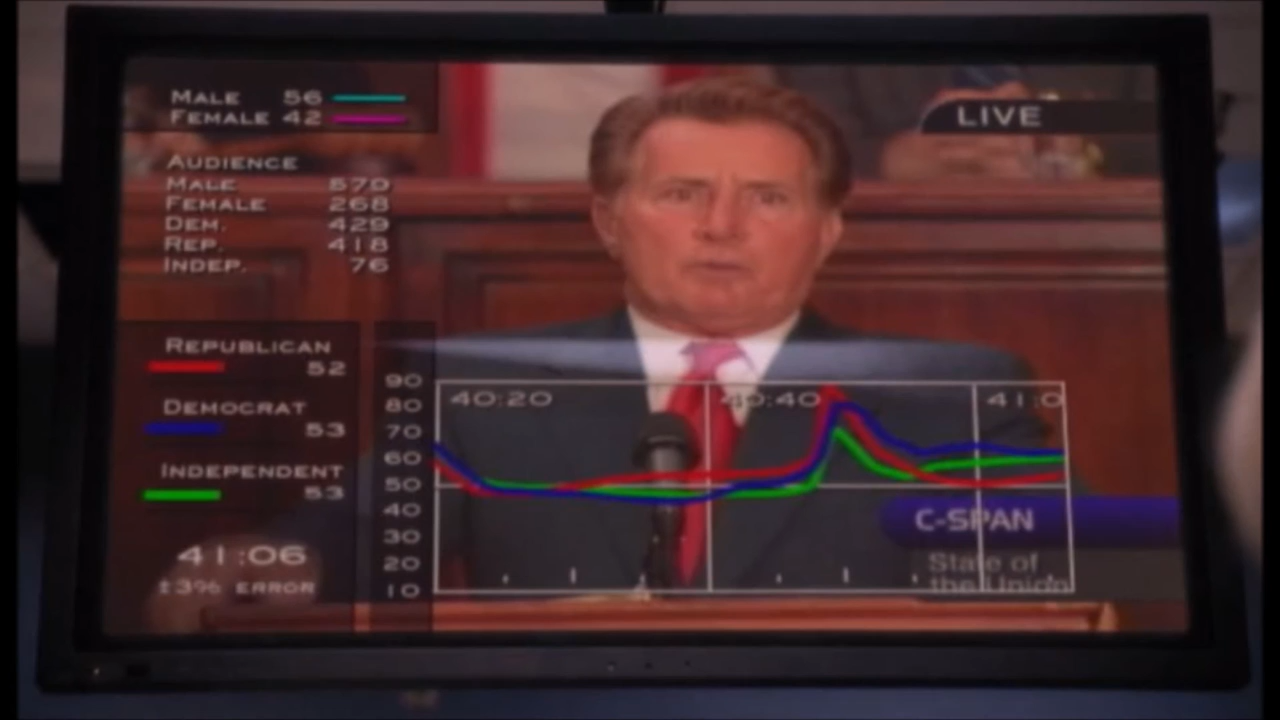 MALE 56
FEMALE 42
LIVE
AUDIENCE
MALE 579
FEMALE 268
DEM. 429
REP. 418
INDEP. 76
REPUBLICAN
52
DEMOCRAT
53
INDEPENDENT
53
41:06
±3% ERROR
90
80
70
60
50
40
30
20
10
40:20
40:40
41:0
C-SPAN
State of
the Union